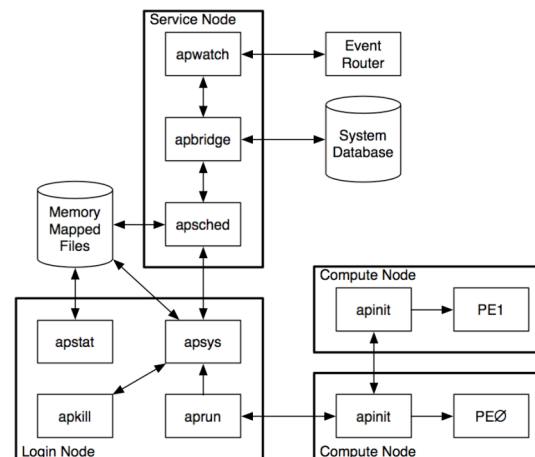 Service Node
apwatch
Event
Router
apbridge
System
Database
Memory
Mapped
Files
apsched
Compute Node
apinit
PE1
apstat
apsys
apkill
aprun
apinit
PEØ
Login Node
Compute Node